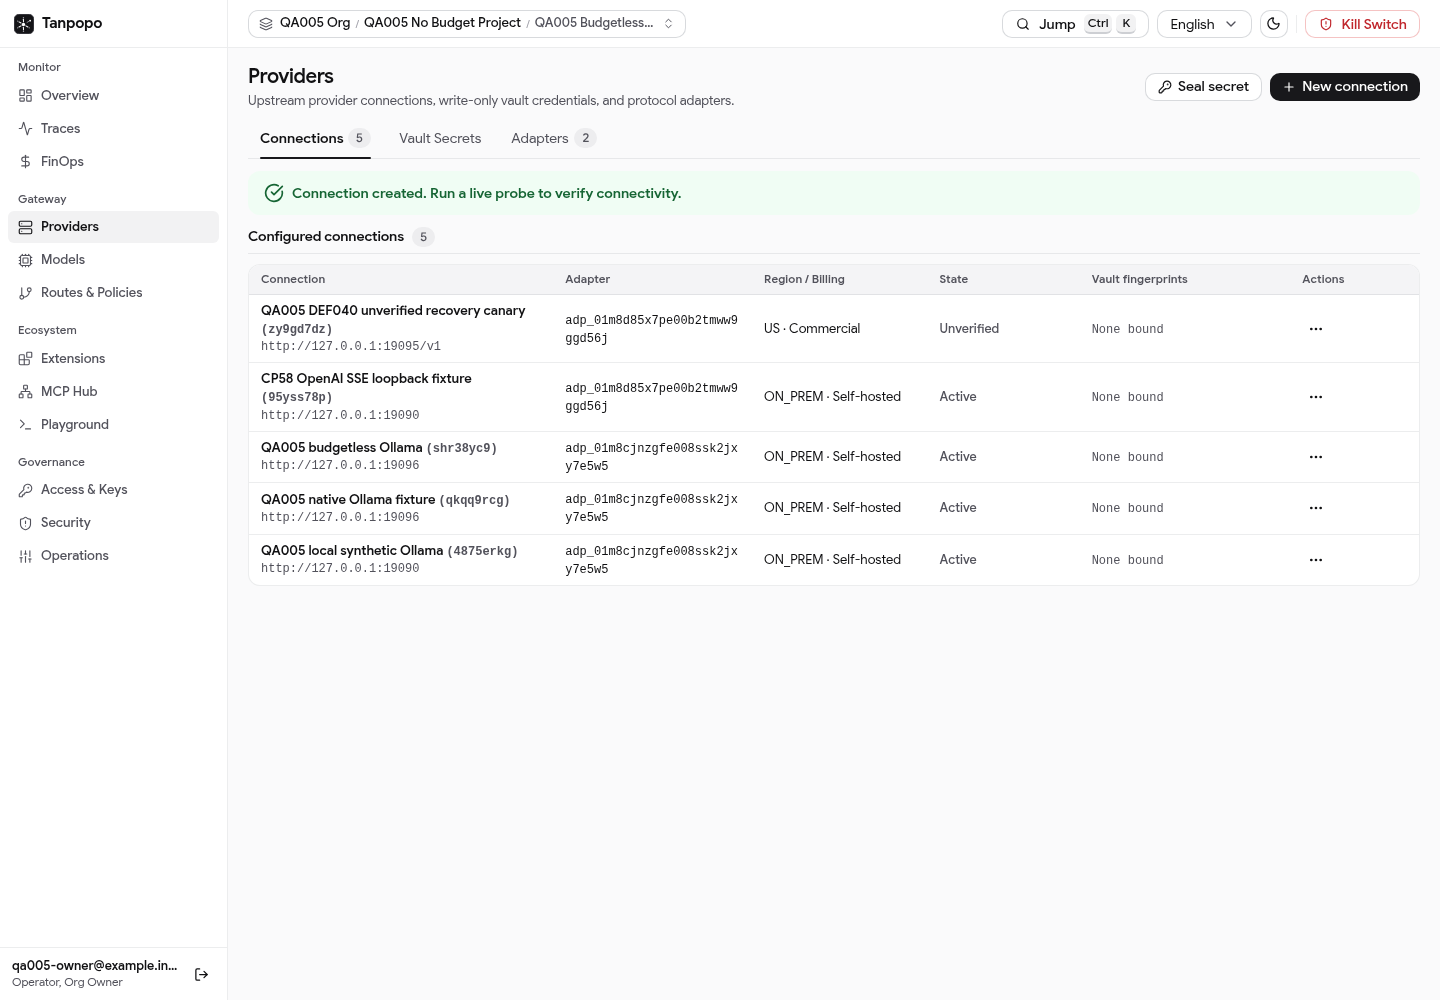 Tanpopo
QA005 Org / QA005 No Budget Project / QA005 Budgetless...
Jump Ctrl K
English
Kill Switch
Monitor
Overview
Traces
FinOps
Gateway
Providers
Models
Routes & Policies
Ecosystem
Extensions
MCP Hub
Playground
Governance
Access & Keys
Security
Operations
qa005-owner@example.in...
Operator, Org Owner
Providers
Upstream provider connections, write-only vault credentials, and protocol adapters.
Seal secret
New connection
Connections 5
Vault Secrets
Adapters 2
Connection created. Run a live probe to verify connectivity.
Configured connections 5
Connection Adapter Region / Billing State Vault fingerprints Actions
QA005 DEF040 unverified recovery canary
(zy9gd7dz)
http://127.0.0.1:19095/v1
adp_01m8d85x7pe00b2tmww9
ggd56j
US · Commercial
Unverified
None bound
CP58 OpenAI SSE loopback fixture
(95yss78p)
http://127.0.0.1:19090
adp_01m8d85x7pe00b2tmww9
ggd56j
ON_PREM · Self-hosted
Active
None bound
QA005 budgetless Ollama (shr38yc9)
http://127.0.0.1:19096
adp_01m8cjnzgfe008ssk2jx
y7e5w5
ON_PREM · Self-hosted
Active
None bound
QA005 native Ollama fixture (qkqq9rcg)
http://127.0.0.1:19096
adp_01m8cjnzgfe008ssk2jx
y7e5w5
ON_PREM · Self-hosted
Active
None bound
QA005 local synthetic Ollama (4875erkg)
http://127.0.0.1:19090
adp_01m8cjnzgfe008ssk2jx
y7e5w5
ON_PREM · Self-hosted
Active
None bound